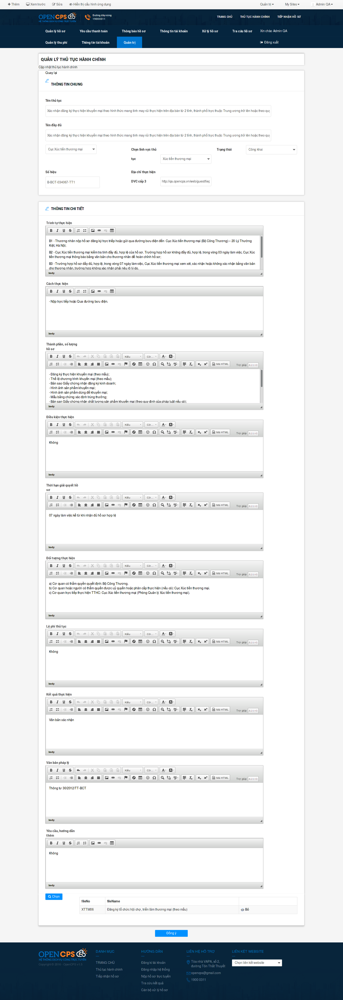 Thêm Xem trước Sửa Hiển thị cấu hình ứng dụng Quản trị My Sites Admin QA
OPENCPS
HỆ THỐNG DỊCH VỤ CÔNG TRỰC TUYẾN
Đường dây nóng
19000311
TRANG CHỦ THỦ TỤC HÀNH CHÍNH TIẾP NHẬN HỒ SƠ
Quản lý hồ sơ Yêu cầu thanh toán Thông báo hồ sơ Thông tin tài khoản Xử lý hồ sơ Tra cứu hồ sơ Xin chào Admin QA
Quản lý thu phí Thông tin tài khoản Quản trị Đăng xuất
QUẢN LÝ THỦ TỤC HÀNH CHÍNH
Cập nhật thủ tục hành chính
Quay lại
THÔNG TIN CHUNG
Tên thủ tục
Xác nhận đăng ký thực hiện khuyến mại theo hình thức mang tính may rủi thực hiện trên địa bàn từ 2 tỉnh, thành phố trực thuộc Trung ương trở lên hoặc theo quy
Tên đầy đủ
Xác nhận đăng ký thực hiện khuyến mại theo hình thức mang tính may rủi thực hiện trên địa bàn từ 2 tỉnh, thành phố trực thuộc Trung ương trở lên hoặc theo quy
Cục Xúc tiến thương mại Chọn lĩnh vực thủ Trạng thái Công khai
tục Xúc tiến thương mại
Số hiệu Địa chỉ thực hiện
B-BCT-034067-TT1 DVC cấp 3 http://qa.opencps.vn/web/guest/tiep
THÔNG TIN CHI TIẾT
Trình tự thực hiện
B1 - Thương nhân nộp hồ sơ đăng ký trực triếp hoặc gửi qua đường bưu điện đến Cục Xúc tiến thương mại (Bộ Công Thương) – 20 Lý Thường
Kiệt, Hà Nội;
B2 - Cục Xúc tiến thương mại kiểm tra tính đầy đủ, hợp lệ của hồ sơ. Trường hợp hồ sơ không đầy đủ, hợp lệ, trong vòng 03 ngày làm việc, Cục Xúc
tiến thương mại thông báo bằng văn bản cho thương nhân để hoàn chỉnh hồ sơ;
B3 - Trường hợp hồ sơ đầy đủ, hợp lệ, trong vòng 07 ngày làm việc, Cục Xúc tiến thương mại xem xét, xác nhận hoặc không xác nhận bằng văn bản
cho thương nhân, trường hợp không xác nhận phải nêu rõ lý do.
body
Cách thực hiện
- Nộp trực tiếp hoặc Qua đường bưu điện.
body
Thành phần, số lượng
hồ sơ
Kiểu Cỡ...
Mã HTML Trợ giúp Alt+0
- Đăng ký thực hiện khuyến mại (theo mẫu);
- Thể lệ chương trình khuyến mại (theo mẫu);
- Bản sao Giấy chứng nhận đăng ký kinh doanh;
- Hình ảnh sản phẩm khuyến mại;
- Hình ảnh sản phẩm dùng để khuyến mại;
- Mẫu bằng chứng xác định trúng thưởng;
- Bản sao Giấy chứng nhận chất lượng sản phẩm khuyến mại (theo quy định của pháp luật nếu có);
body
Điều kiện thực hiện
Kiểu Cỡ...
Mã HTML Trợ giúp Alt+0
Không
body
Thời hạn giải quyết hồ
sơ
Kiểu Cỡ...
Mã HTML Trợ giúp Alt+0
07 ngày làm việc kể từ khi nhận đủ hồ sơ hợp lệ
body
Đối tượng thực hiện
Kiểu Cỡ...
Mã HTML Trợ giúp Alt+0
a) Cơ quan có thẩm quyền quyết định: Bộ Công Thương.
b) Cơ quan hoặc người có thẩm quyền được uỷ quyền hoặc phân cấp thực hiện (nếu có): Cục Xúc tiến thương mại.
c) Cơ quan trực tiếp thực hiện TTHC: Cục Xúc tiến thương mại (Phòng Quản lý Xúc tiến thương mại).
body
Lệ phí thủ tục
Kiểu Cỡ...
Mã HTML Trợ giúp Alt+0
Không
body
Kết quả thực hiện
Kiểu Cỡ...
Mã HTML Trợ giúp Alt+0
Văn bản xác nhận
body
Văn bản pháp lý
Kiểu Cỡ...
Mã HTML Trợ giúp Alt+0
Thông tư 30/2012/TT-BCT
body
Yêu cầu, hướng dẫn
thêm
Không
body
Chọn
fileNo fileName
XTTM06 Đăng ký tổ chức hội chợ, triển lãm thương mại (theo mẫu) Bỏ
Đồng ý
OPENCPS
HỆ THỐNG DỊCH VỤ CÔNG TRỰC TUYẾN
Copyright © 2016 - OpenCPS v1.5
DANH MỤC
TRANG CHỦ
Thủ tục hành chính
Tiếp nhận hồ sơ
HƯỚNG DẪN
Đăng kí tài khoản
Đăng nhập hệ thống
Nộp hồ sơ trực tuyến
Tra cứu kết quả
Cán bộ xử lý hồ sơ
LIÊN HỆ HỖ TRỢ
Tòa nhà VAPA, số 2,
đường Tôn Thất Thuyết
opencps@gmail.com
1900 0311
LIÊN KẾT WEBSITE
Chọn liên kết website